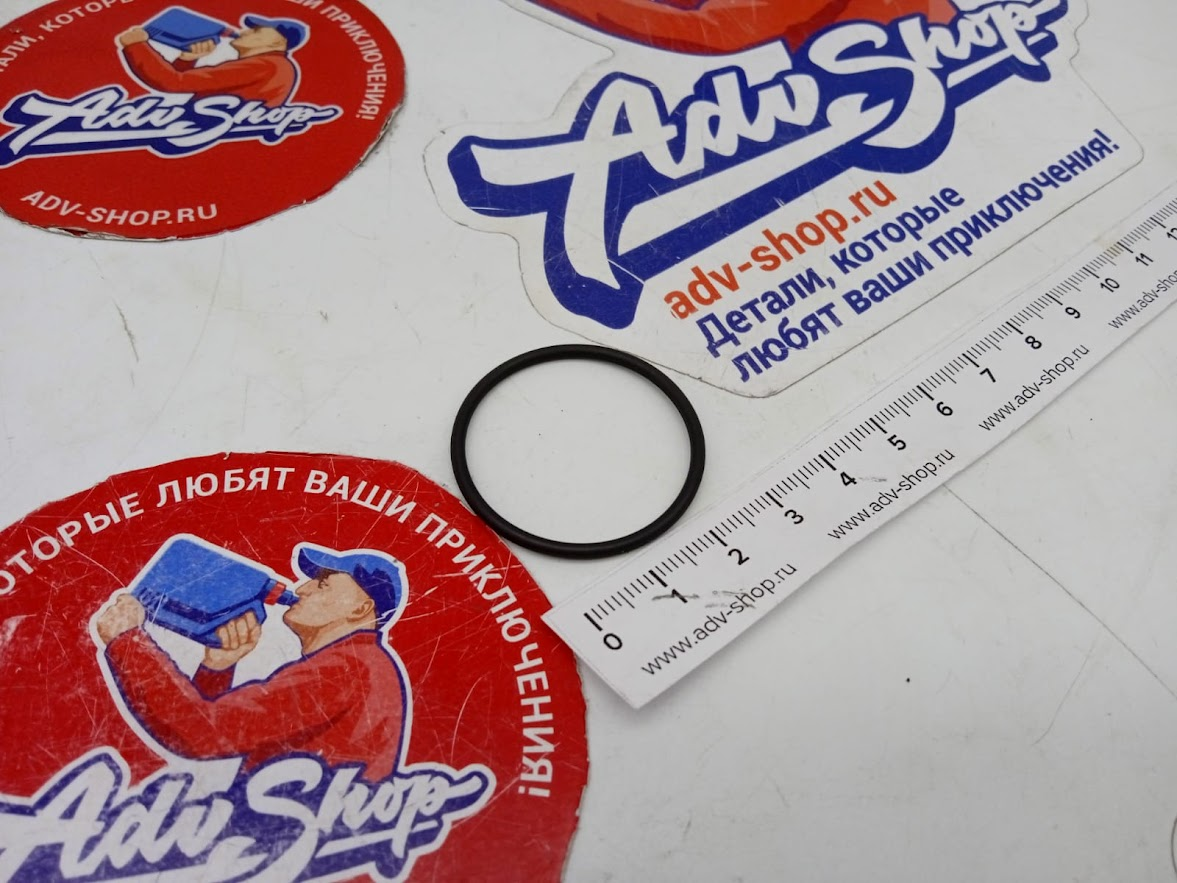 ДЕТАЛИ, КОТОРЫЕ ВАШИ ПРИКЛЮЧЕНИЯ!
Adv Shop
ADV-SHOP.RU
Adv Shop
adv-shop.ru
Детали, которые
любят ваши приключения!
КОТОРЫЕ ЛЮБЯТ ВАШИ ПРИКЛЮЧЕНИЯ!
Adv Shop
0 1 2 3 4 5 6 7 8 9 10 11 12
www.adv-shop.ru www.adv-shop.ru www.adv-shop.ru www.adv-shop.ru